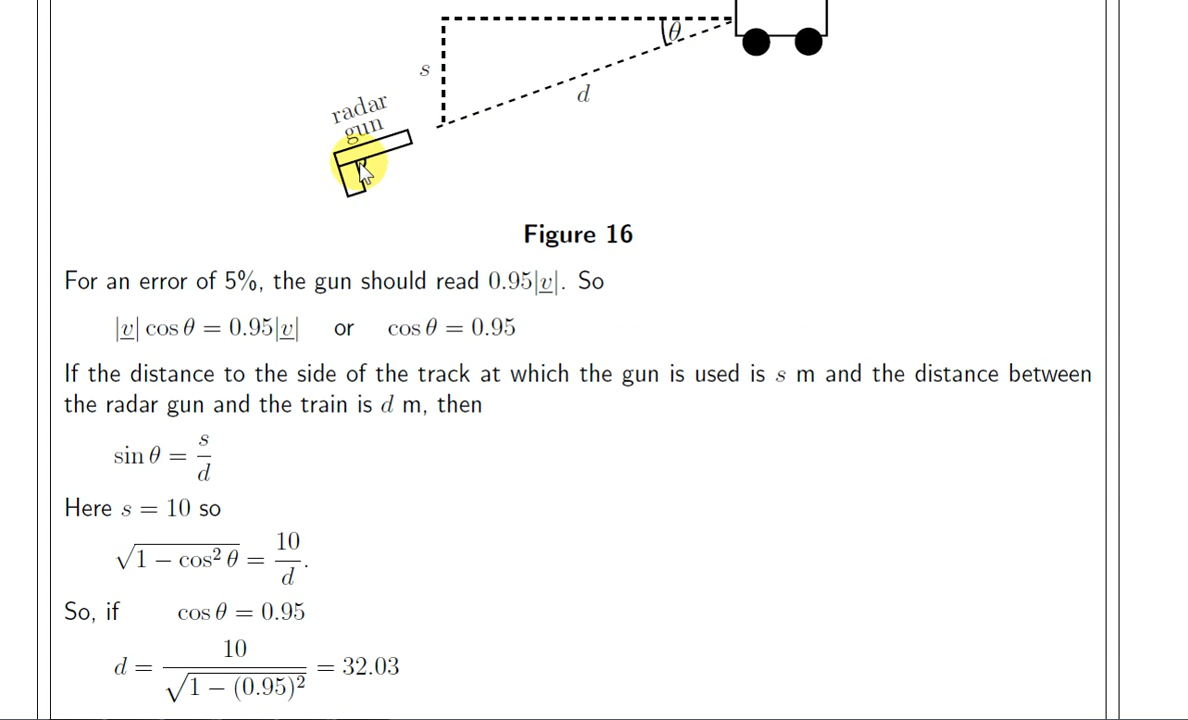 θ
s
d
radar
gun
Figure 16
For an error of 5%, the gun should read 0.95|v|. So
|v| cos θ = 0.95|v| or cos θ = 0.95
If the distance to the side of the track at which the gun is used is s m and the distance between
the radar gun and the train is d m, then
sin θ = s/d
Here s = 10 so
√(1 − cos² θ) = 10/d.
So, if cos θ = 0.95
d = 10/√(1 − (0.95)²) = 32.03